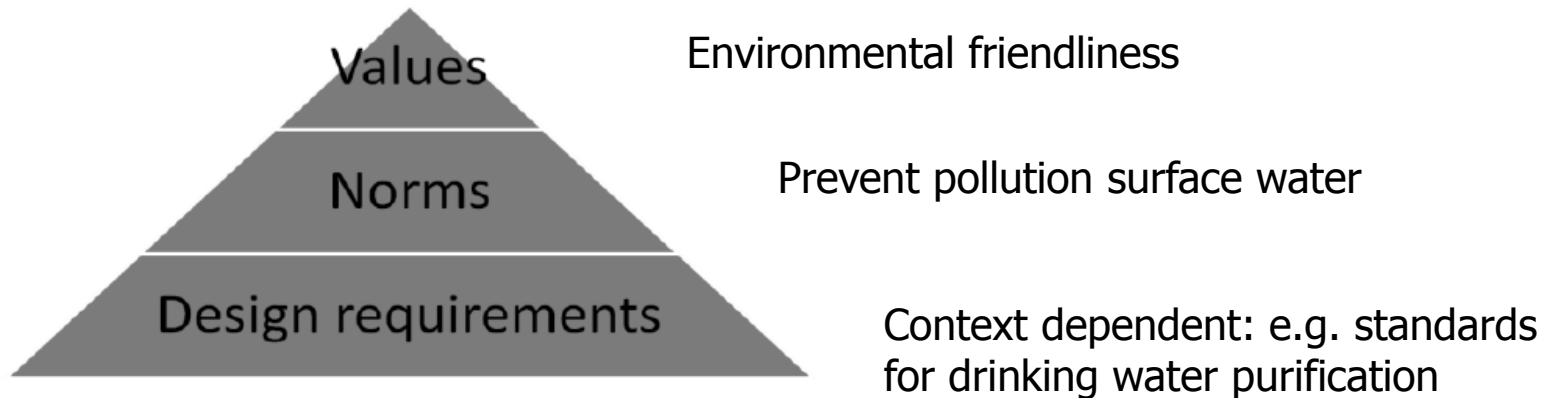 Values
Environmental friendliness
Norms
Prevent pollution surface water
Design requirements
Context dependent: e.g. standards
for drinking water purification